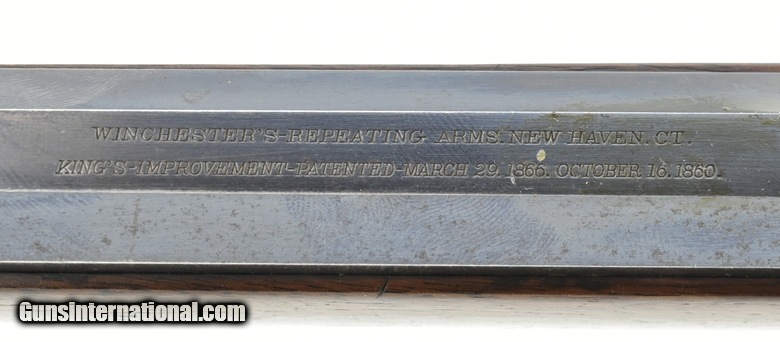 WINCHESTER'S-REPEATING ARMS. NEW HAVEN. CT.
KING'S-IMPROVEMENT-PATENTED-MARCH 29. 1866. OCTOBER 16. 1860.
GunsInternational.com